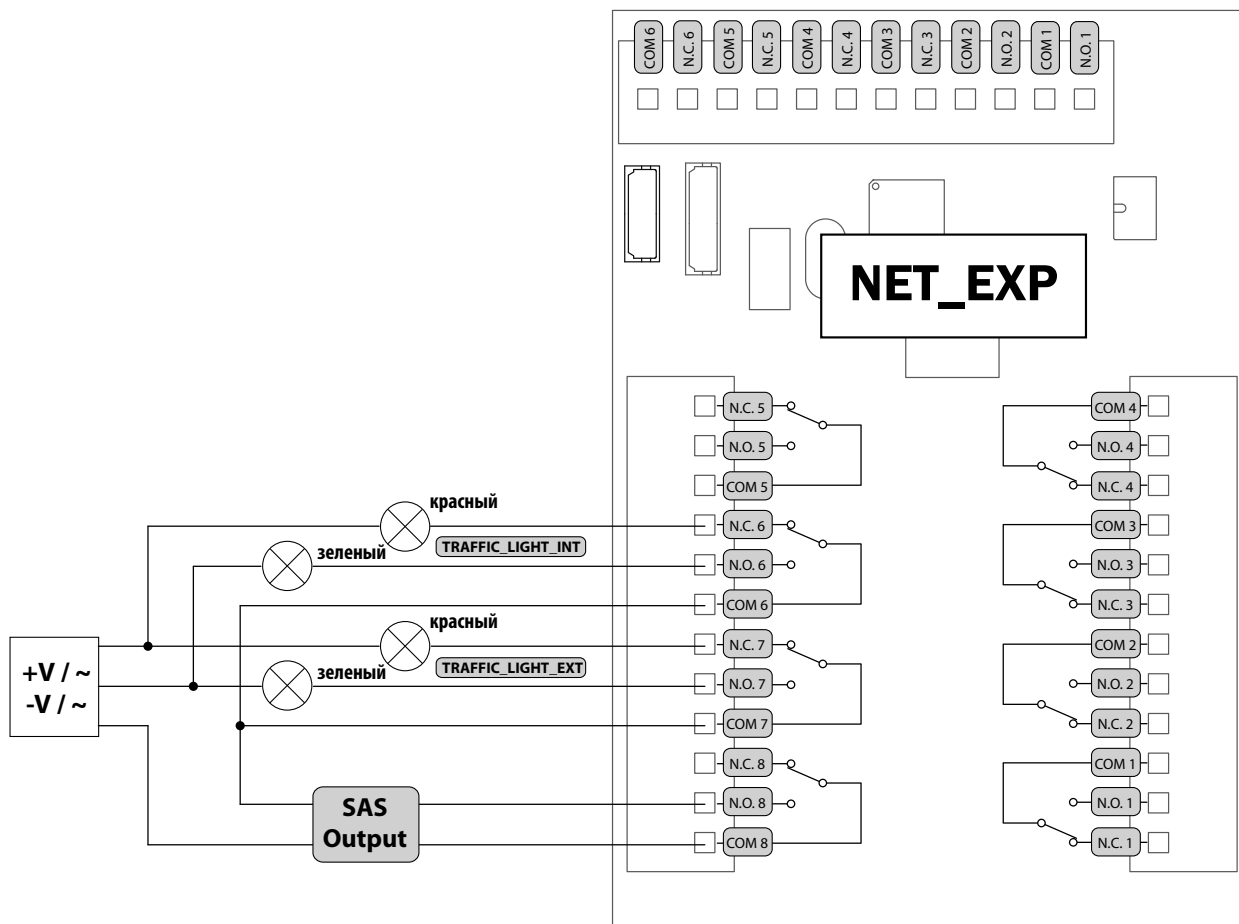 COM 6
N.C. 6
COM 5
N.C. 5
COM 4
N.C. 4
COM 3
N.C. 3
COM 2
N.O. 2
COM 1
N.O. 1
NET_EXP
N.C. 5
N.O. 5
COM 5
N.C. 6
N.O. 6
COM 6
N.C. 7
N.O. 7
COM 7
N.C. 8
N.O. 8
COM 8
COM 4
N.O. 4
N.C. 4
COM 3
N.O. 3
N.C. 3
COM 2
N.O. 2
N.C. 2
COM 1
N.O. 1
N.C. 1
красный
TRAFFIC_LIGHT_INT
зеленый
красный
TRAFFIC_LIGHT_EXT
зеленый
+V / ~
-V / ~
SAS
Output